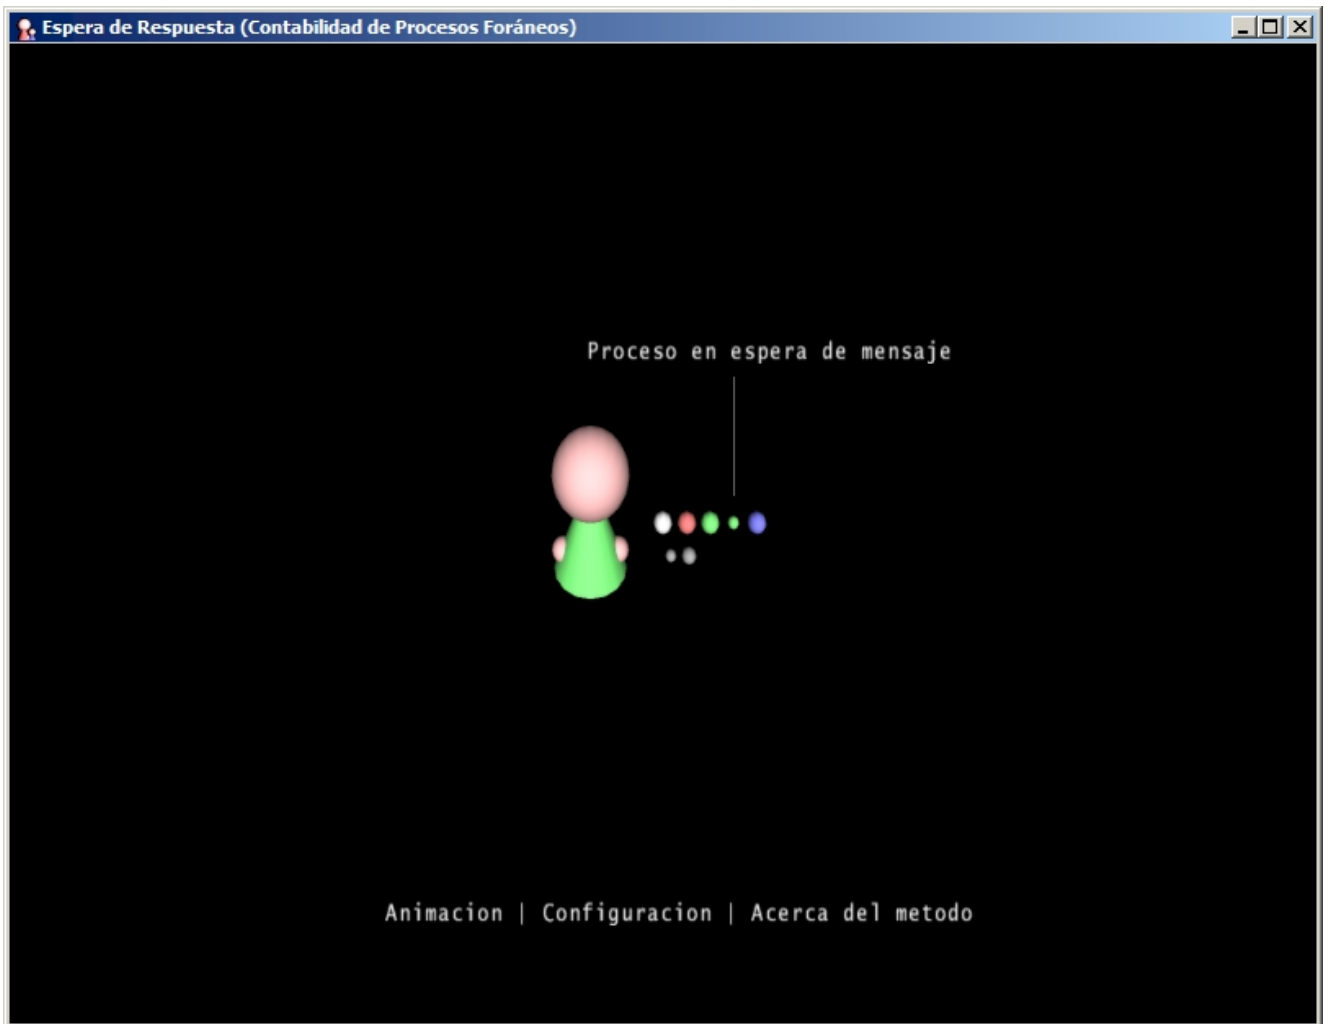 Espera de Respuesta (Contabilidad de Procesos Foráneos)
Proceso en espera de mensaje
Animacion | Configuracion | Acerca del metodo